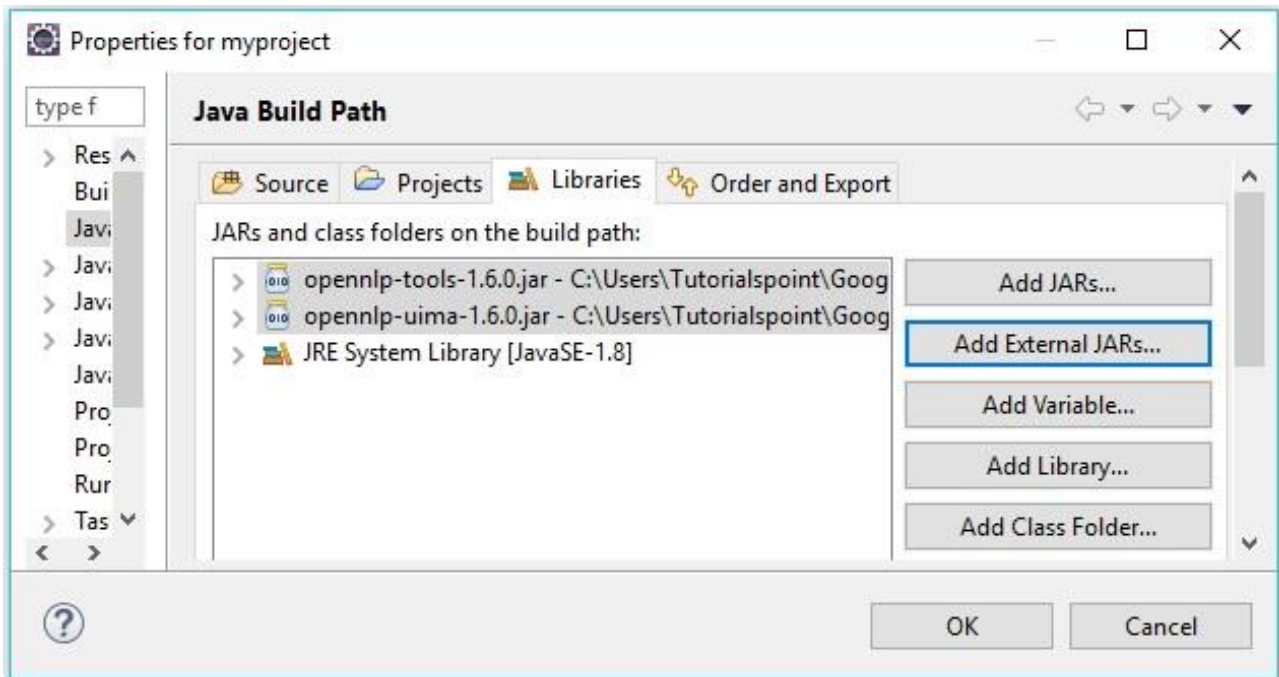 Properties for myproject
type f
Java Build Path
Res
Bui
Java
Java
Java
Java
Java
Pro
Pro
Rur
Tas
Source Projects Libraries Order and Export
JARs and class folders on the build path:
opennlp-tools-1.6.0.jar - C:\Users\Tutorialspoint\Goog
opennlp-uima-1.6.0.jar - C:\Users\Tutorialspoint\Goog
JRE System Library [JavaSE-1.8]
Add JARs...
Add External JARs...
Add Variable...
Add Library...
Add Class Folder...
?
OK
Cancel